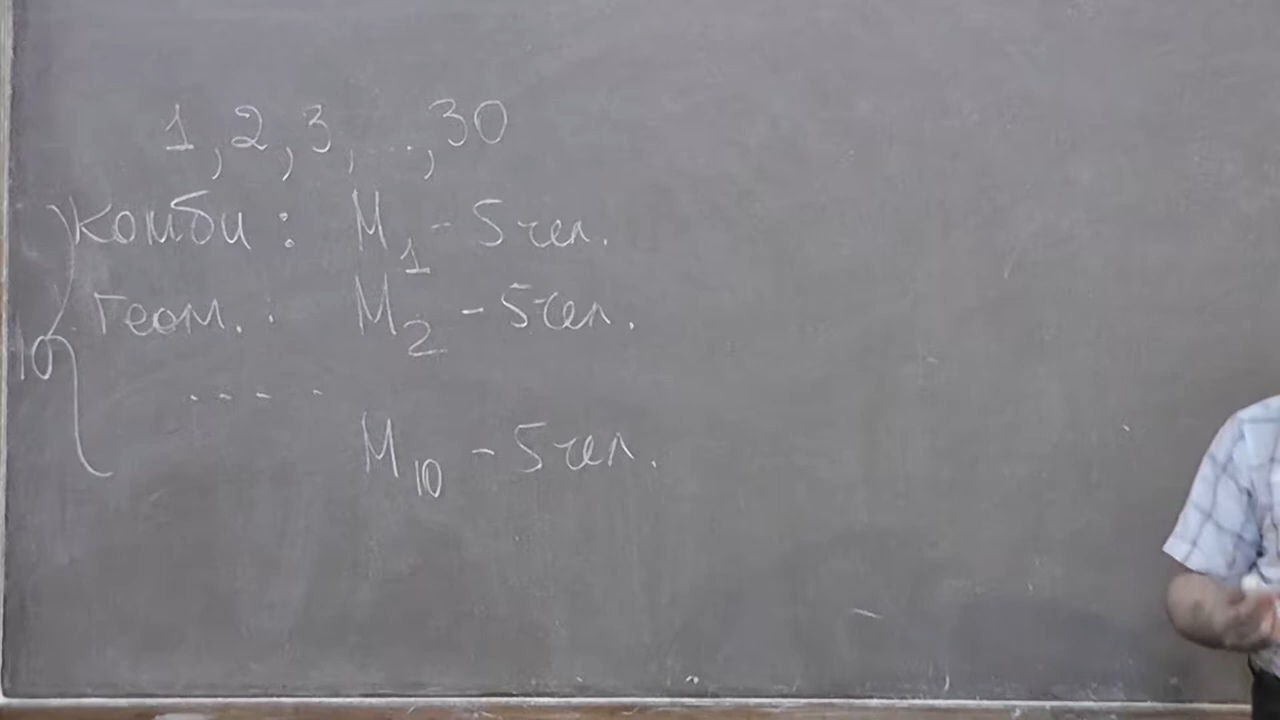 1, 2, 3, ..., 30
Комби: M₁ - 5 чел.
Геом.: M₂ - 5 чел.
10
....
M₁₀ - 5 чел.